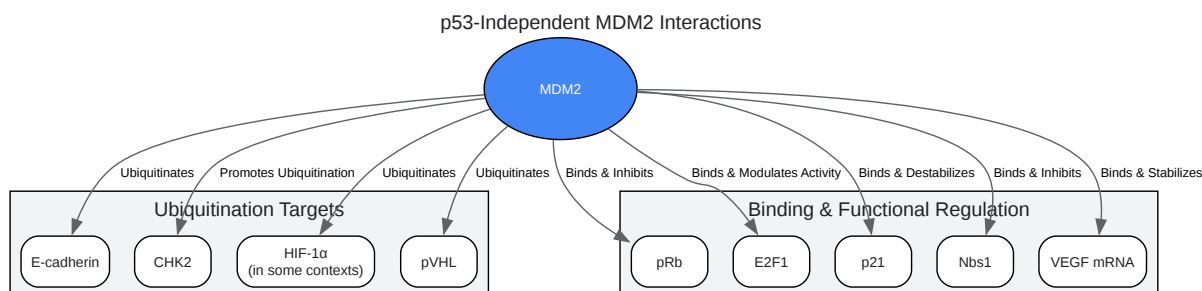 p53-Independent MDM2 Interactions
MDM2
Ubiquitinates
Promotes Ubiquitination
Ubiquitinates
Ubiquitinates
Binds & Inhibits
Binds & Modulates Activity
Binds & Destabilizes
Binds & Inhibits
Binds & Stabilizes
Ubiquitination Targets
Binding & Functional Regulation
E-cadherin
CHK2
HIF-1α
(in some contexts)
pVHL
pRb
E2F1
p21
Nbs1
VEGF mRNA